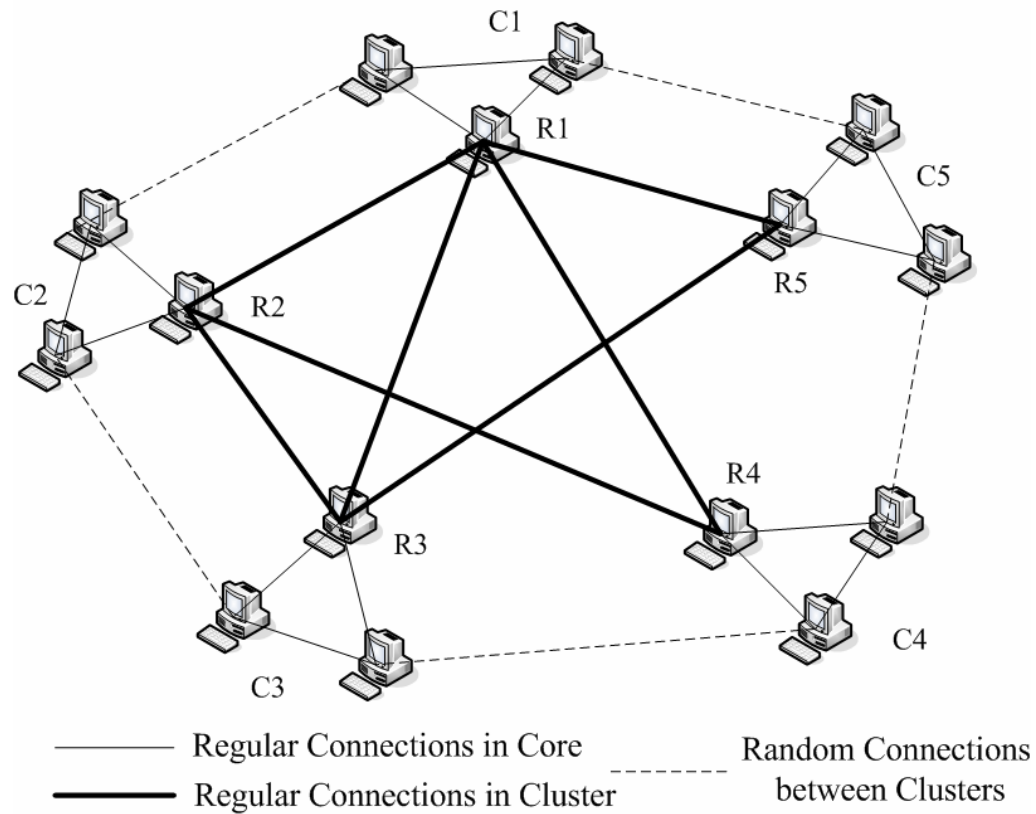 C1
R1
C5
R5
C2
R2
R4
R3
C4
C3
Regular Connections in Core
Regular Connections in Cluster
Random Connections
between Clusters